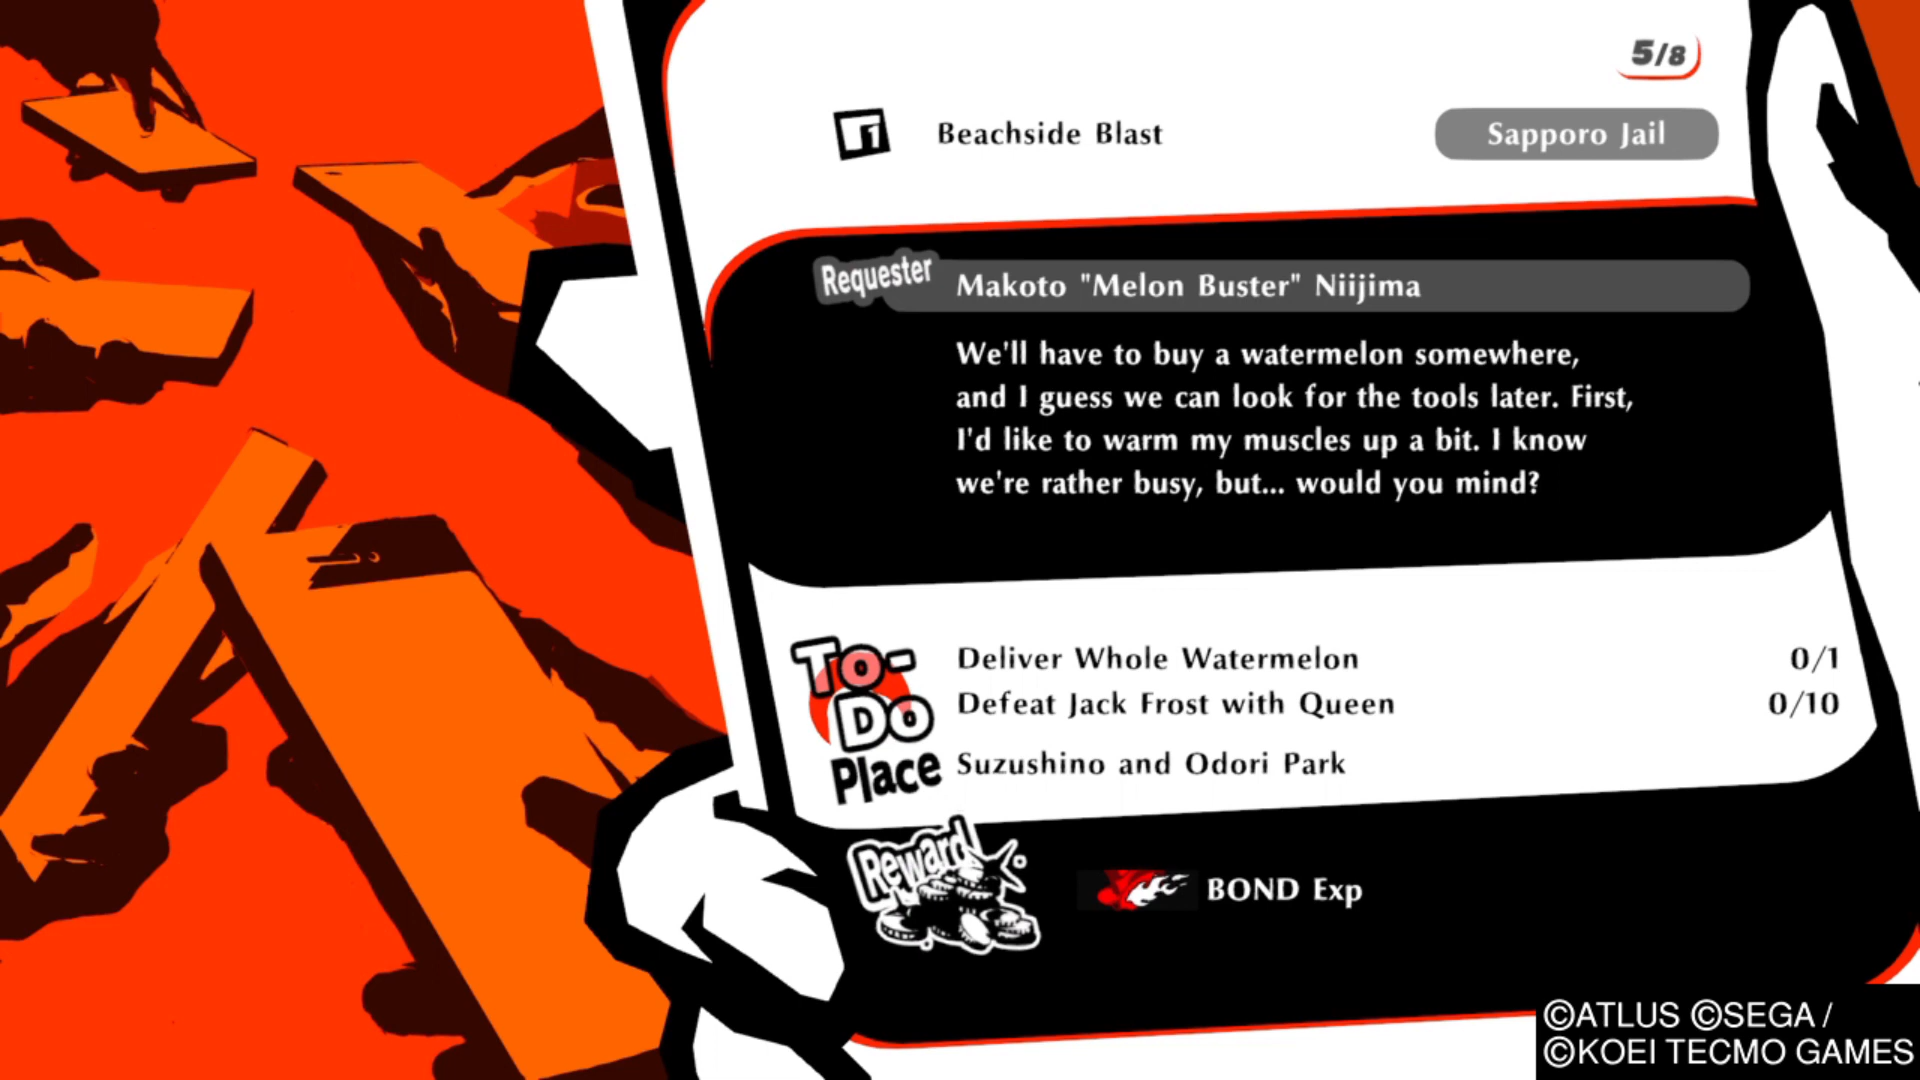 5/8
Beachside Blast
Sapporo Jail
Requester
Makoto "Melon Buster" Niijima
We'll have to buy a watermelon somewhere,
and I guess we can look for the tools later. First,
I'd like to warm my muscles up a bit. I know
we're rather busy, but... would you mind?
To-
Do
Deliver Whole Watermelon 0/1
Defeat Jack Frost with Queen 0/10
Place
Suzushino and Odori Park
Reward
BOND Exp
©ATLUS ©SEGA /
©KOEI TECMO GAMES